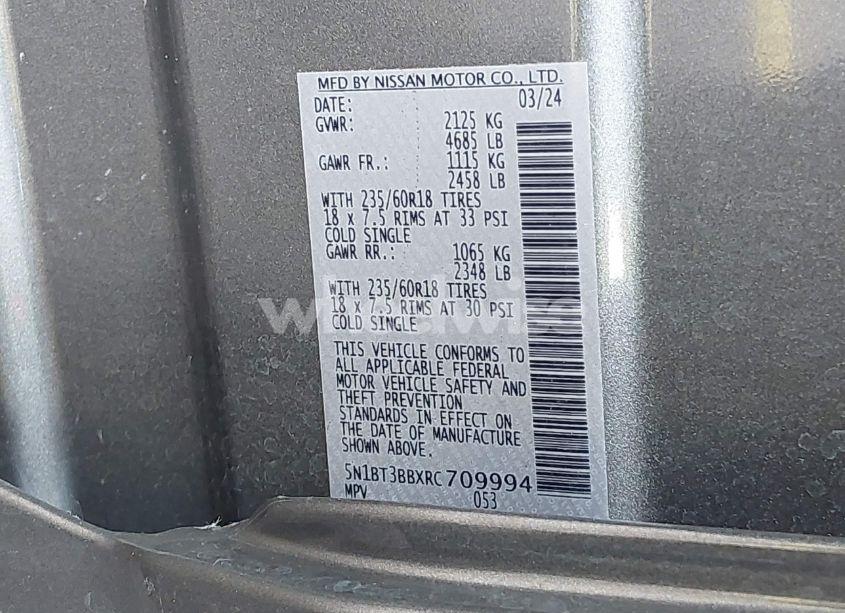 MFD BY NISSAN MOTOR CO., LTD.
DATE: 03/24
GVWR: 2125 KG
4685 LB
GAWR FR.: 1115 KG
2458 LB
WITH 235/60R18 TIRES
18 x 7.5 RIMS AT 33 PSI
COLD SINGLE
GAWR RR.: 1065 KG
2348 LB
WITH 235/60R18 TIRES
18 x 7.5 RIMS AT 30 PSI
COLD SINGLE
THIS VEHICLE CONFORMS TO
ALL APPLICABLE FEDERAL
MOTOR VEHICLE SAFETY AND
THEFT PREVENTION
STANDARDS IN EFFECT ON
THE DATE OF MANUFACTURE
SHOWN ABOVE.
5N1BT3BBXRC709994
MPV 053